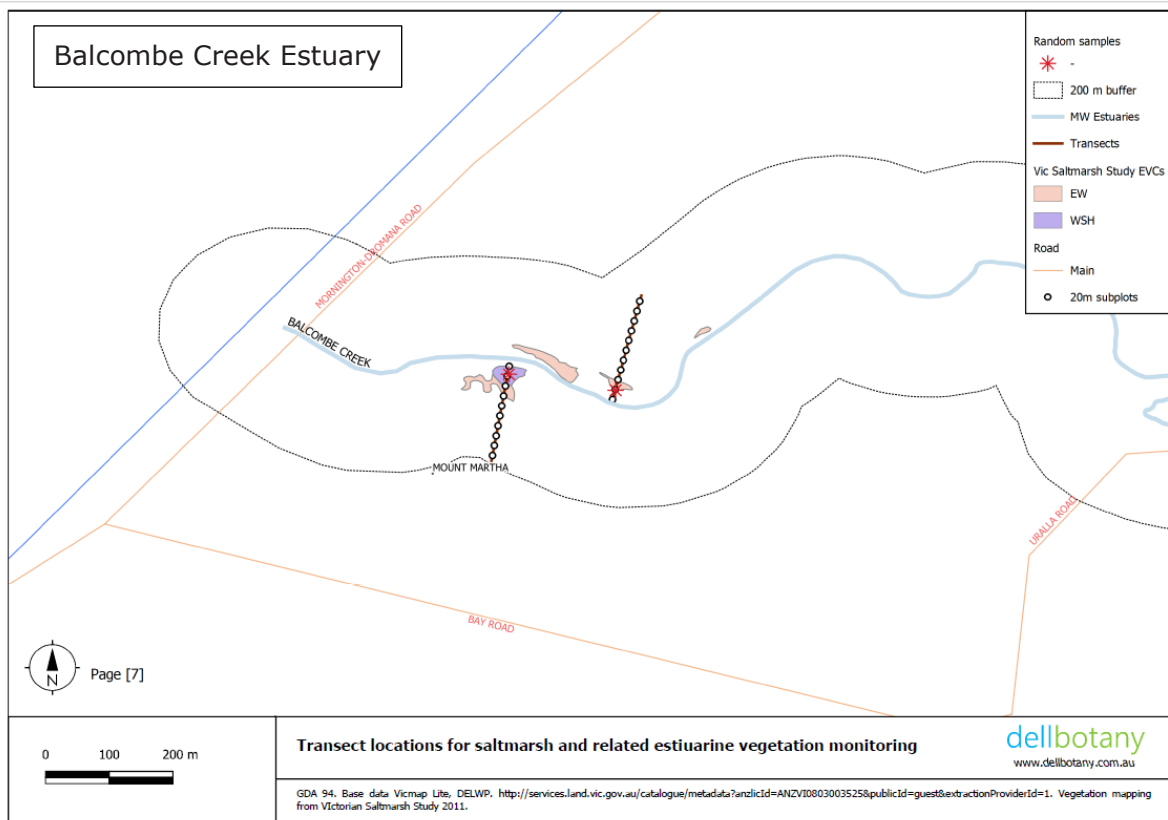 Balcombe Creek Estuary
Random samples
-
200 m buffer
MW Estuaries
Transects
Vic Saltmarsh Study EVCs
EW
WSH
Road
Main
20m subplots
MORNINGTON-DROMANA ROAD
BALCOMBE CREEK
MOUNT MARTHA
URALLA ROAD
BAY ROAD
N
Page [7]
0 100 200 m
Transect locations for saltmarsh and related estiuarine vegetation monitoring
dellbotany
www.dellbotany.com.au
GDA 94. Base data Vicmap Lite, DELWP. http://services.land.vic.gov.au/catalogue/metadata?anzlicId=ANZVI0803003525&publicId=guest&extractionProviderId=1. Vegetation mapping
from VIctorian Saltmarsh Study 2011.